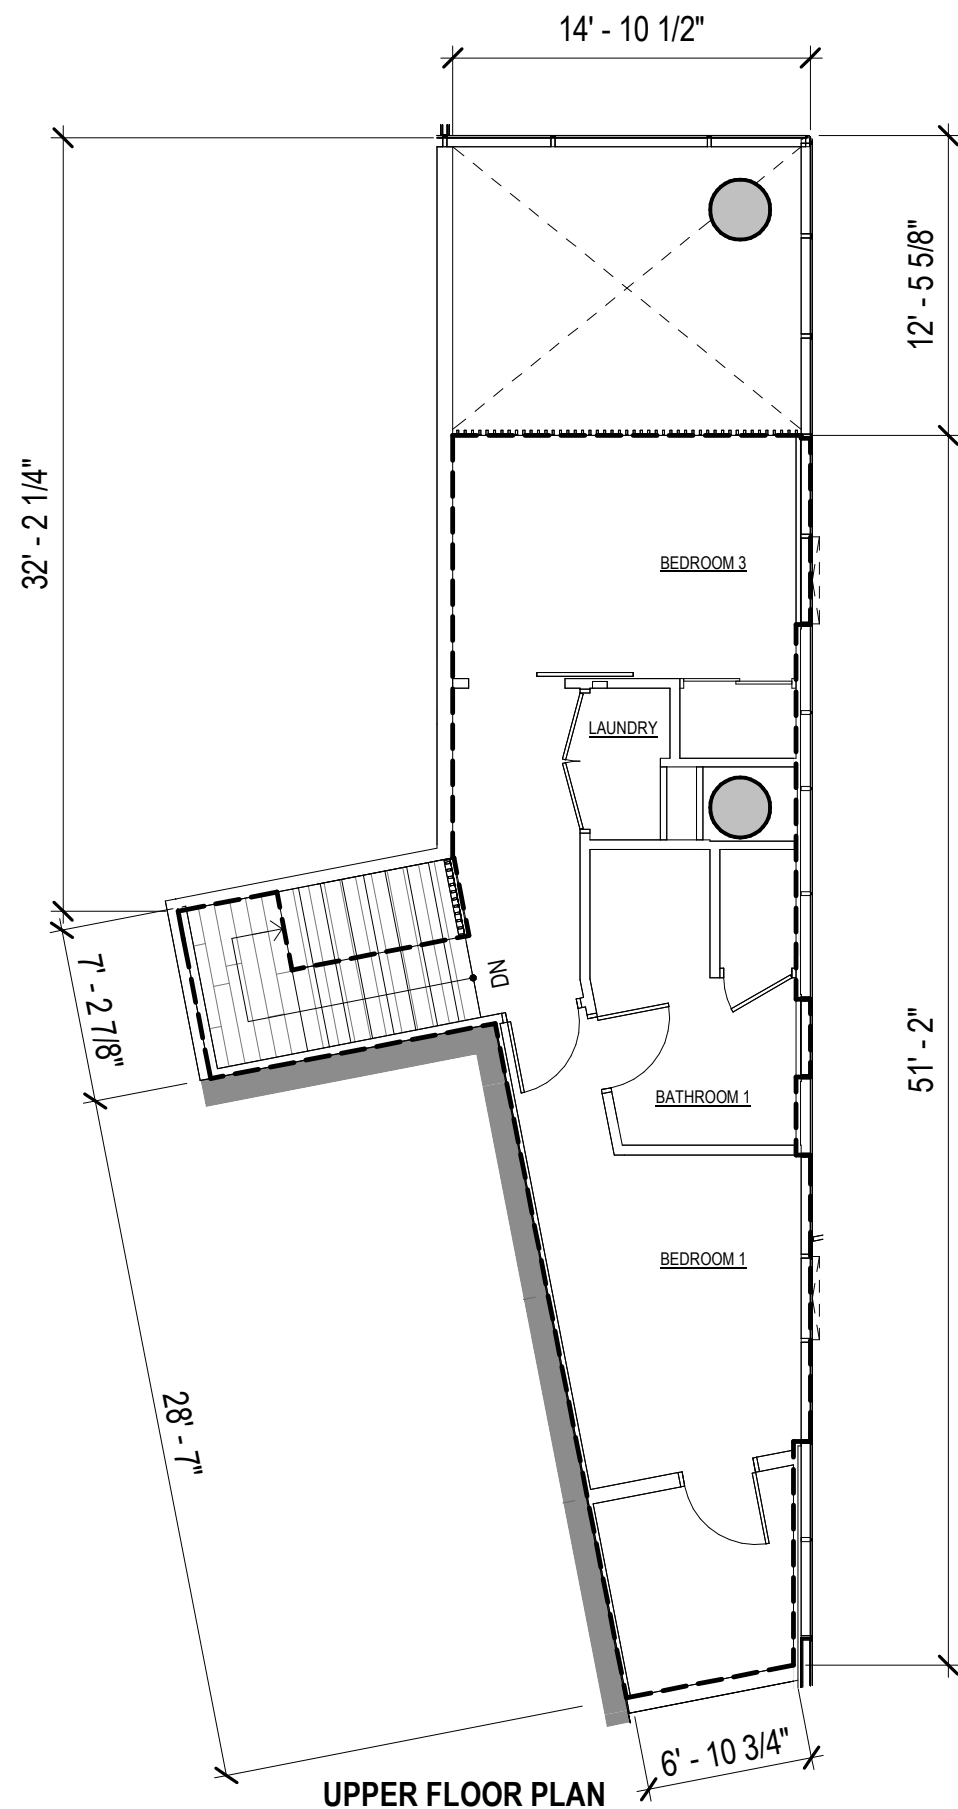 14' - 10 1/2"
12' - 5 5/8"
32' - 2 1/4"
BEDROOM 3
LAUNDRY
DN
7' - 2 7/8"
51' - 2"
BATHROOM 1
BEDROOM 1
28' - 7"
6' - 10 3/4"
UPPER FLOOR PLAN